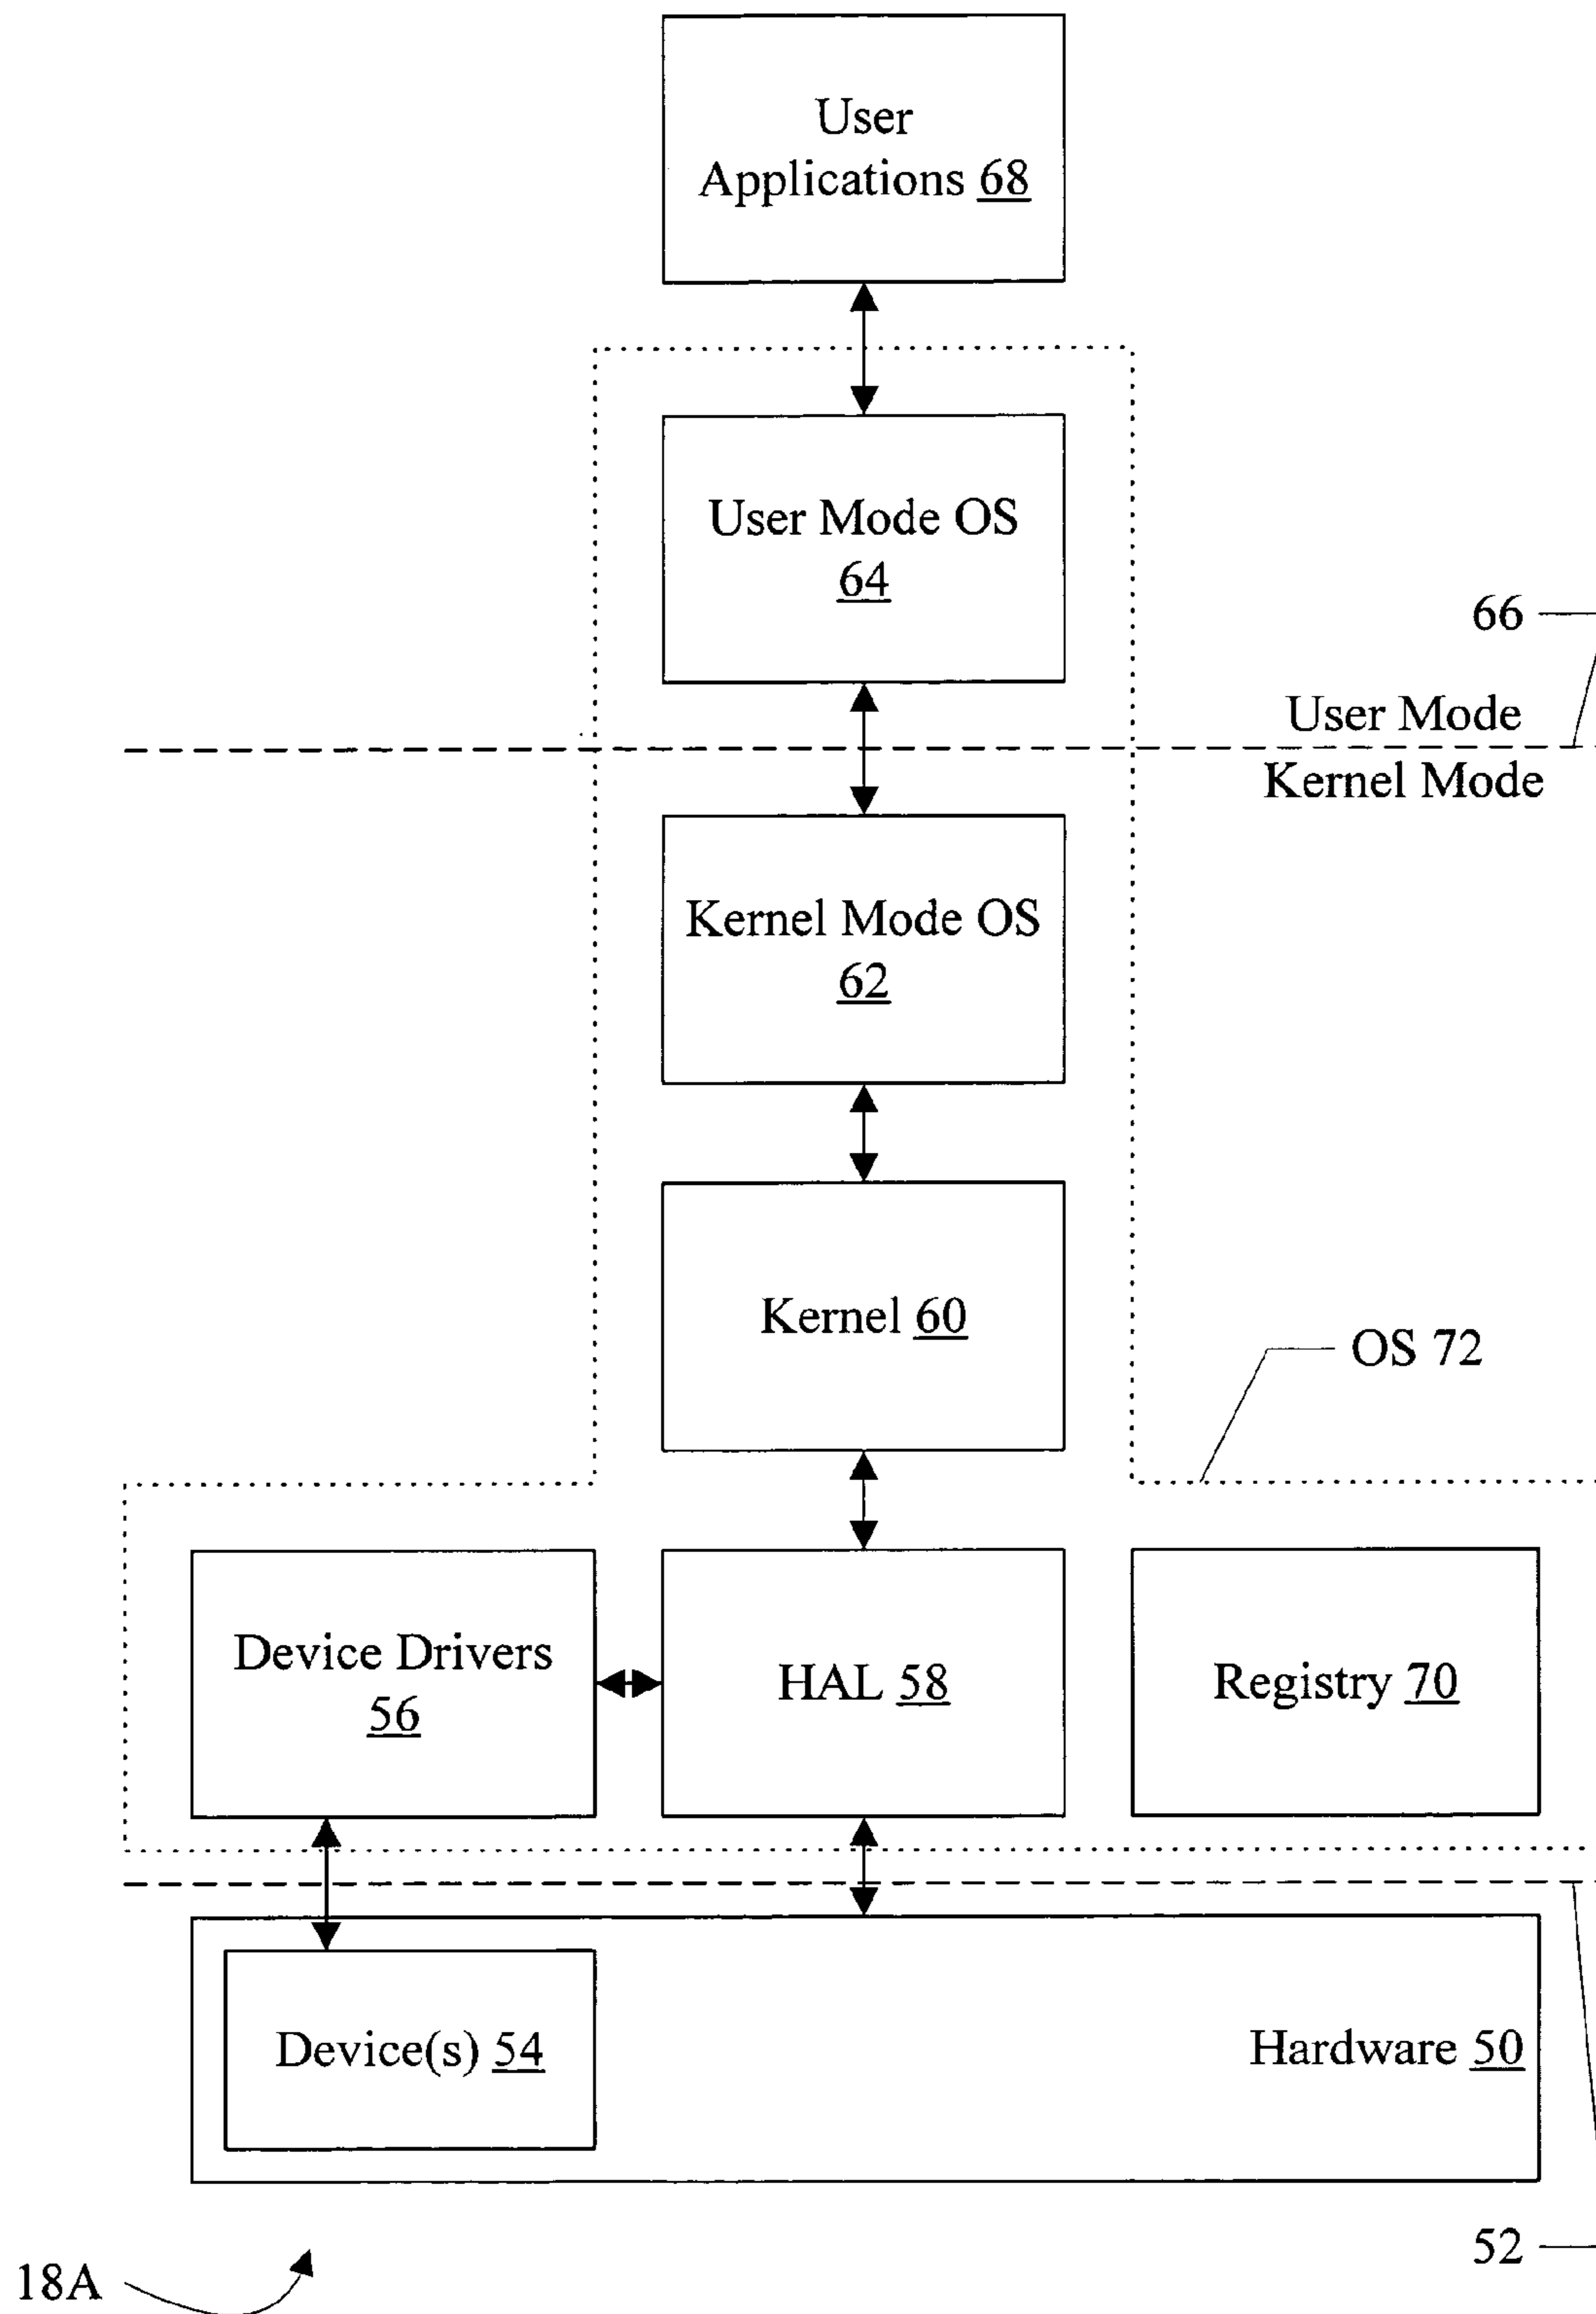 User
Applications 68
User Mode OS
64
66
User Mode
Kernel Mode
Kernel Mode OS
62
Kernel 60
OS 72
Device Drivers
56
HAL 58
Registry 70
Device(s) 54
Hardware 50
52
18A